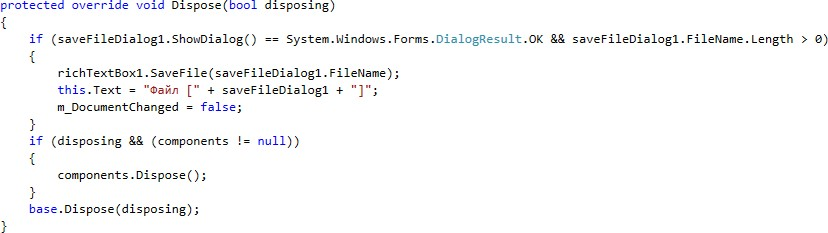 protected override void Dispose(bool disposing)
{
if (saveFileDialog1.ShowDialog() == System.Windows.Forms.DialogResult.OK && saveFileDialog1.FileName.Length > 0)
{
richTextBox1.SaveFile(saveFileDialog1.FileName);
this.Text = "Файл [" + saveFileDialog1 + "]";
m_DocumentChanged = false;
}
if (disposing && (components != null))
{
components.Dispose();
}
base.Dispose(disposing);
}